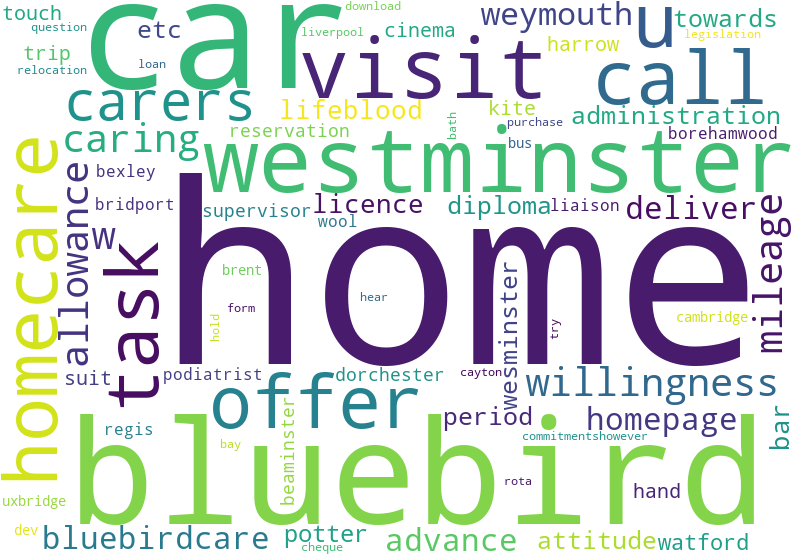 touch
question
etc
download
liverpool
cinema
weymouth
u
towards
legislation
trip
relocation
loan
car
visit
harrow
call
carers
lifeblood
kite
administration
caring
reservation
bath
purchase
bus
borehamwood
westminster
homecare
allowance
bexley
bridport
w
supervisor
licence
wool
diploma
liaison
deliver
mileage
task
home
brent
form
hold
hear
try
cambridge
wesminster
suit
podiatrist
dorchester
cayton
willingness
offer
period
homepage
bar
regis
bay
beaminster
commitmentshowever
bluebird
uxbridge
rota
hand
dev
bluebirdcare
potter
cheque
advance
attitude
watford